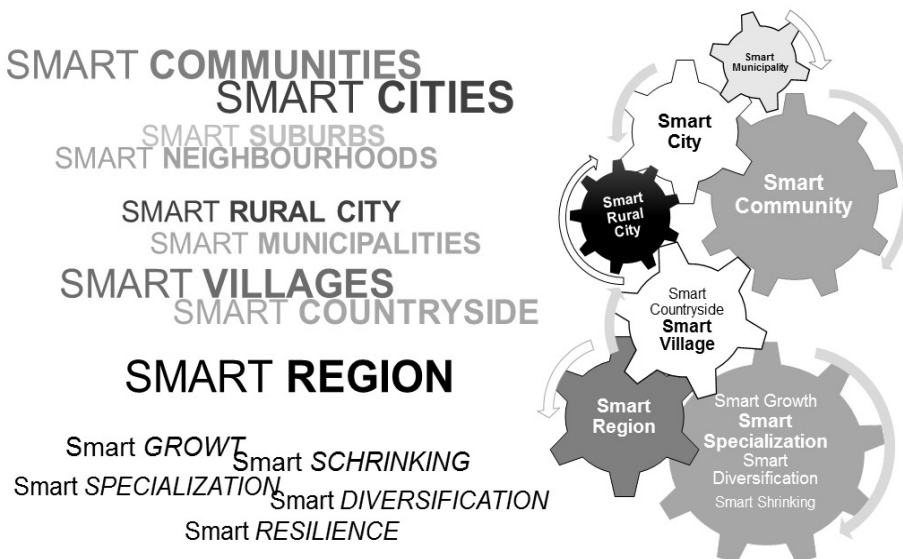 SMART COMMUNITIES
SMART CITIES
SMART SUBURBS
SMART NEIGHBOURHOODS
SMART RURAL CITY
SMART MUNICIPALITIES
SMART VILLAGES
SMART COUNTRYSIDE
SMART REGION
Smart GROWT
Smart SCHRINKING
Smart SPECIALIZATION
Smart DIVERSIFICATION
Smart RESILIENCE
Smart
Municipality
Smart
City
Smart
Community
Smart
Rural
City
Smart
Countryside
Smart
Village
Smart
Region
Smart Growth
Smart
Specialization
Smart
Diversification
Smart Shrinking